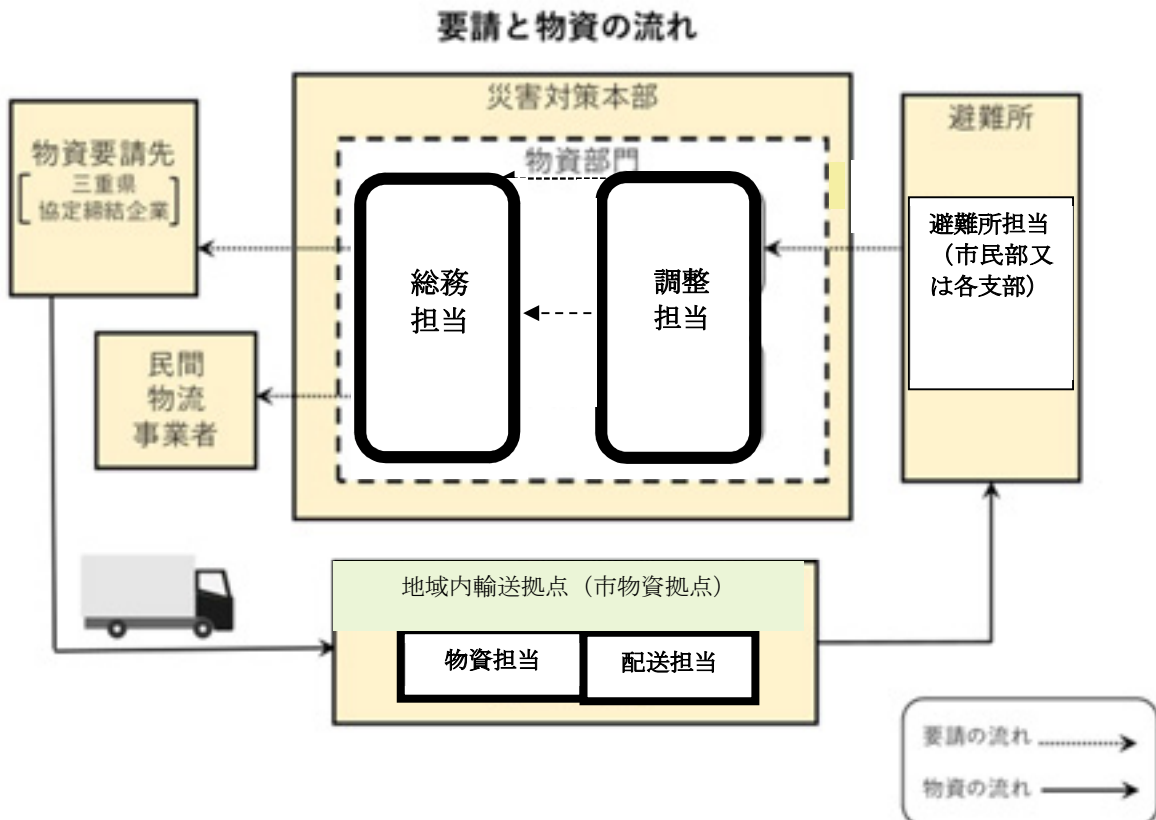 要請と物資の流れ
災害対策本部
物資部門
物資要請先
三重県
協定締結企業
総務
担当
調整
担当
避難所
避難所担当
（市民部又
は各支部）
民間
物流
事業者
地域内輸送拠点（市物資拠点）
物資担当
配送担当
要請の流れ
物資の流れ